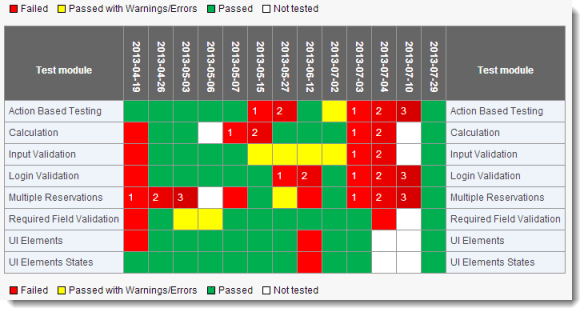 Failed Passed with Warnings/Errors Passed Not tested
Test module 2013-04-19 2013-04-26 2013-05-03 2013-05-06 2013-05-07 2013-05-15 2013-05-27 2013-06-12 2013-07-02 2013-07-03 2013-07-04 2013-07-10 2013-07-29 Test module
Action Based Testing 1 2 1 2 3 Action Based Testing
Calculation 1 2 1 2 Calculation
Input Validation 1 2 Input Validation
Login Validation 1 2 1 2 3 Login Validation
Multiple Reservations 1 2 3 1 2 3 Multiple Reservations
Required Field Validation Required Field Validation
UI Elements UI Elements
UI Elements States UI Elements States
Failed Passed with Warnings/Errors Passed Not tested